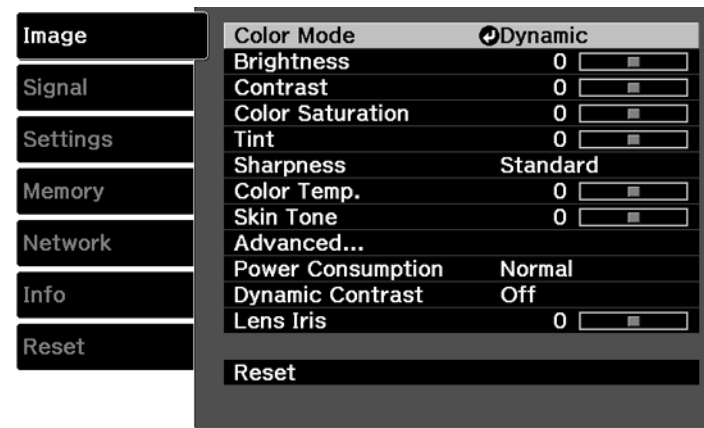 Image
Signal
Settings
Memory
Network
Info
Reset
Color Mode Dynamic
Brightness 0
Contrast 0
Color Saturation 0
Tint 0
Sharpness Standard
Color Temp. 0
Skin Tone 0
Advanced...
Power Consumption Normal
Dynamic Contrast Off
Lens Iris 0
Reset